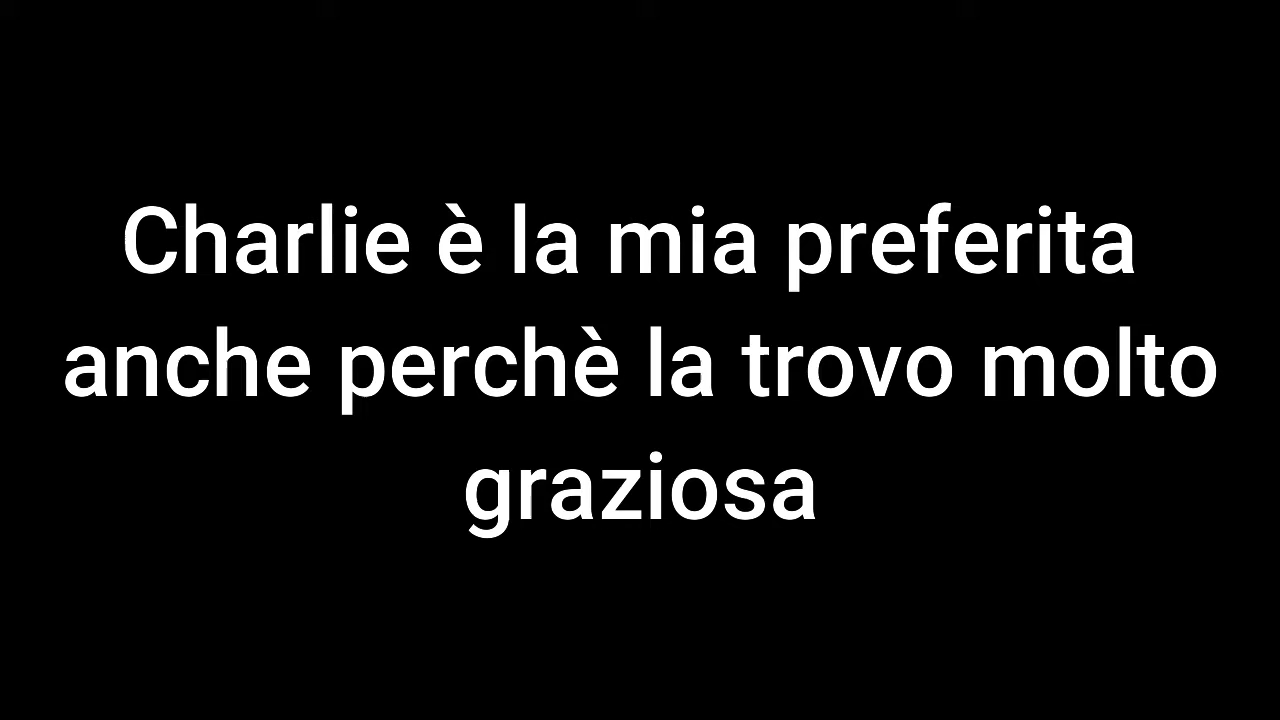 Charlie è la mia preferita
anche perchè la trovo molto
graziosa